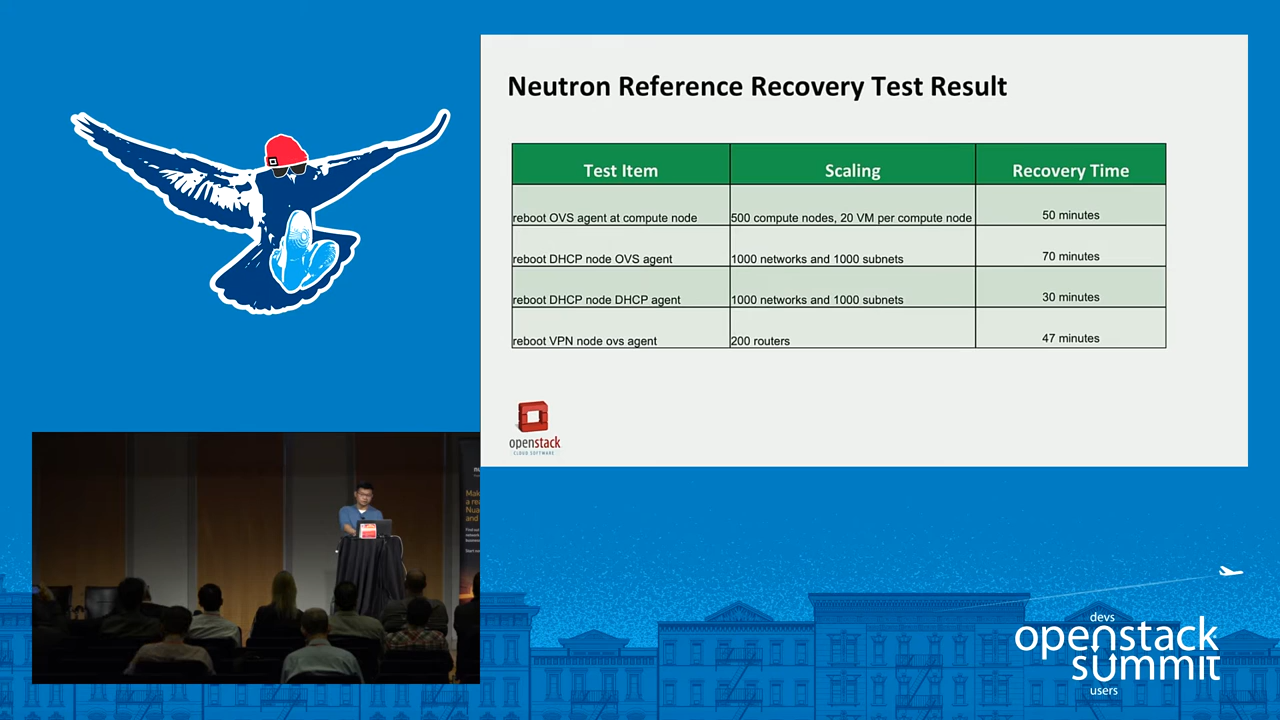 Neutron Reference Recovery Test Result
Test Item Scaling Recovery Time
reboot OVS agent at compute node 500 compute nodes, 20 VM per compute node 50 minutes
reboot DHCP node OVS agent 1000 networks and 1000 subnets 70 minutes
reboot DHCP node DHCP agent 1000 networks and 1000 subnets 30 minutes
reboot VPN node ovs agent 200 routers 47 minutes
openstack
CLOUD SOFTWARE
devs
openstack
summit
users